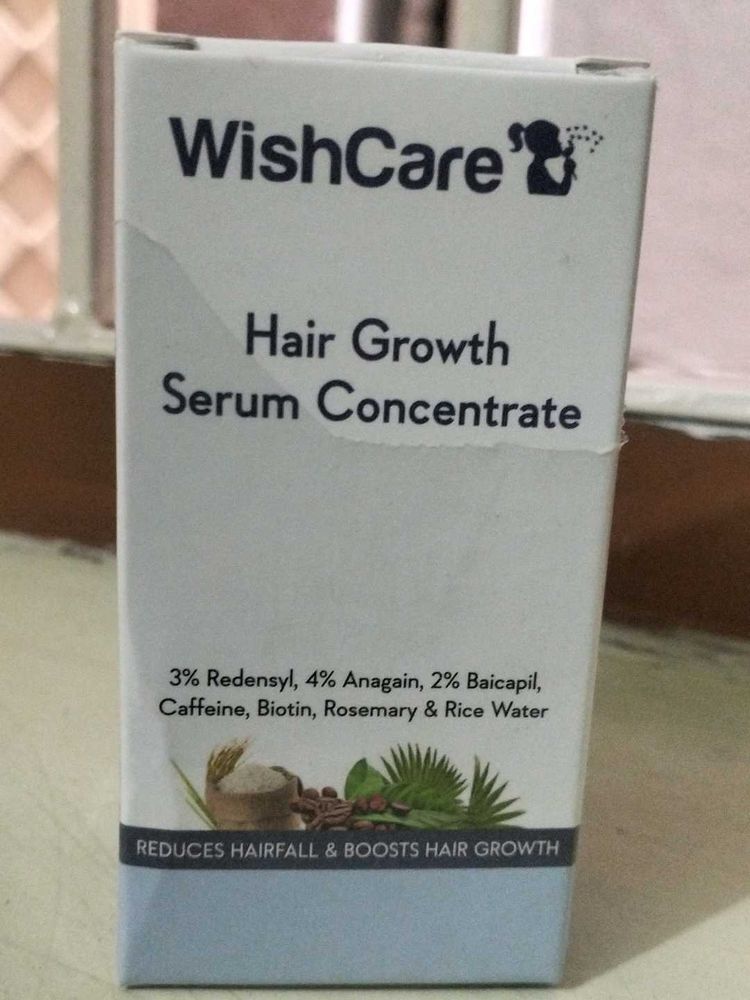 WishCare
Hair Growth
Serum Concentrate
3% Redensyl, 4% Anagain, 2% Baicapil,
Caffeine, Biotin, Rosemary & Rice Water
REDUCES HAIRFALL & BOOSTS HAIR GROWTH